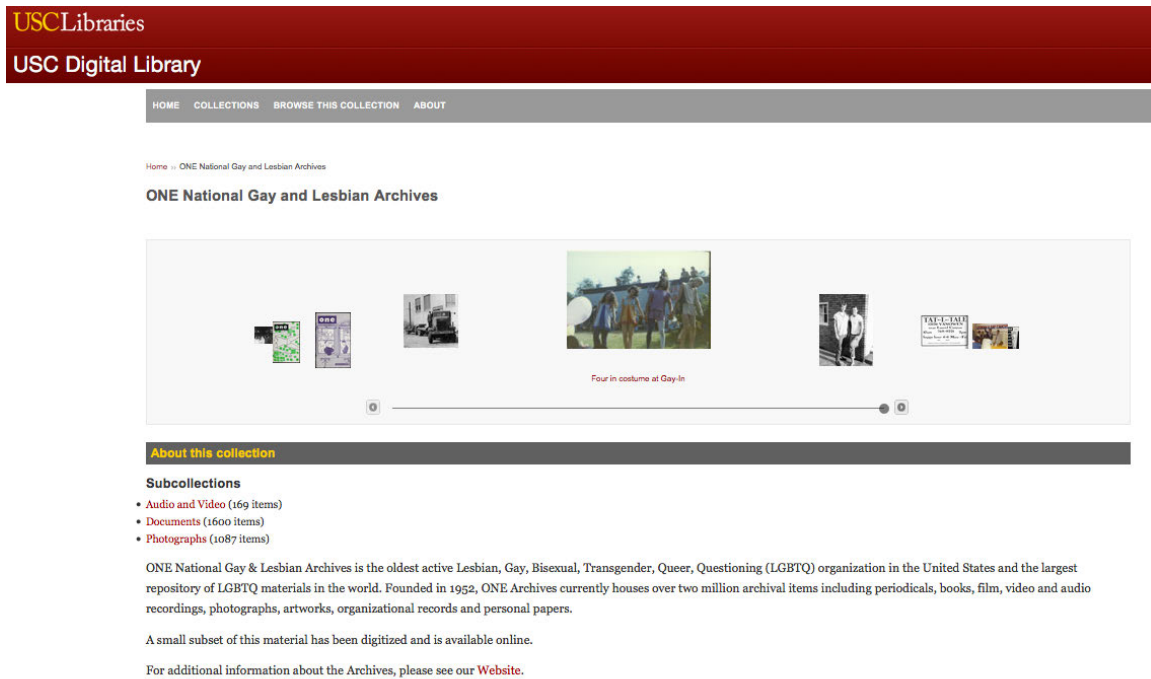 USCLibraries
USC Digital Library
HOME COLLECTIONS BROWSE THIS COLLECTION ABOUT
Home » ONE National Gay and Lesbian Archives
ONE National Gay and Lesbian Archives
one
one
TAT-L-TALE
Four in costume at Gay-In
About this collection
Subcollections
• Audio and Video (169 items)
• Documents (1600 items)
• Photographs (1087 items)
ONE National Gay & Lesbian Archives is the oldest active Lesbian, Gay, Bisexual, Transgender, Queer, Questioning (LGBTQ) organization in the United States and the largest
repository of LGBTQ materials in the world. Founded in 1952, ONE Archives currently houses over two million archival items including periodicals, books, film, video and audio
recordings, photographs, artworks, organizational records and personal papers.
A small subset of this material has been digitized and is available online.
For additional information about the Archives, please see our Website.